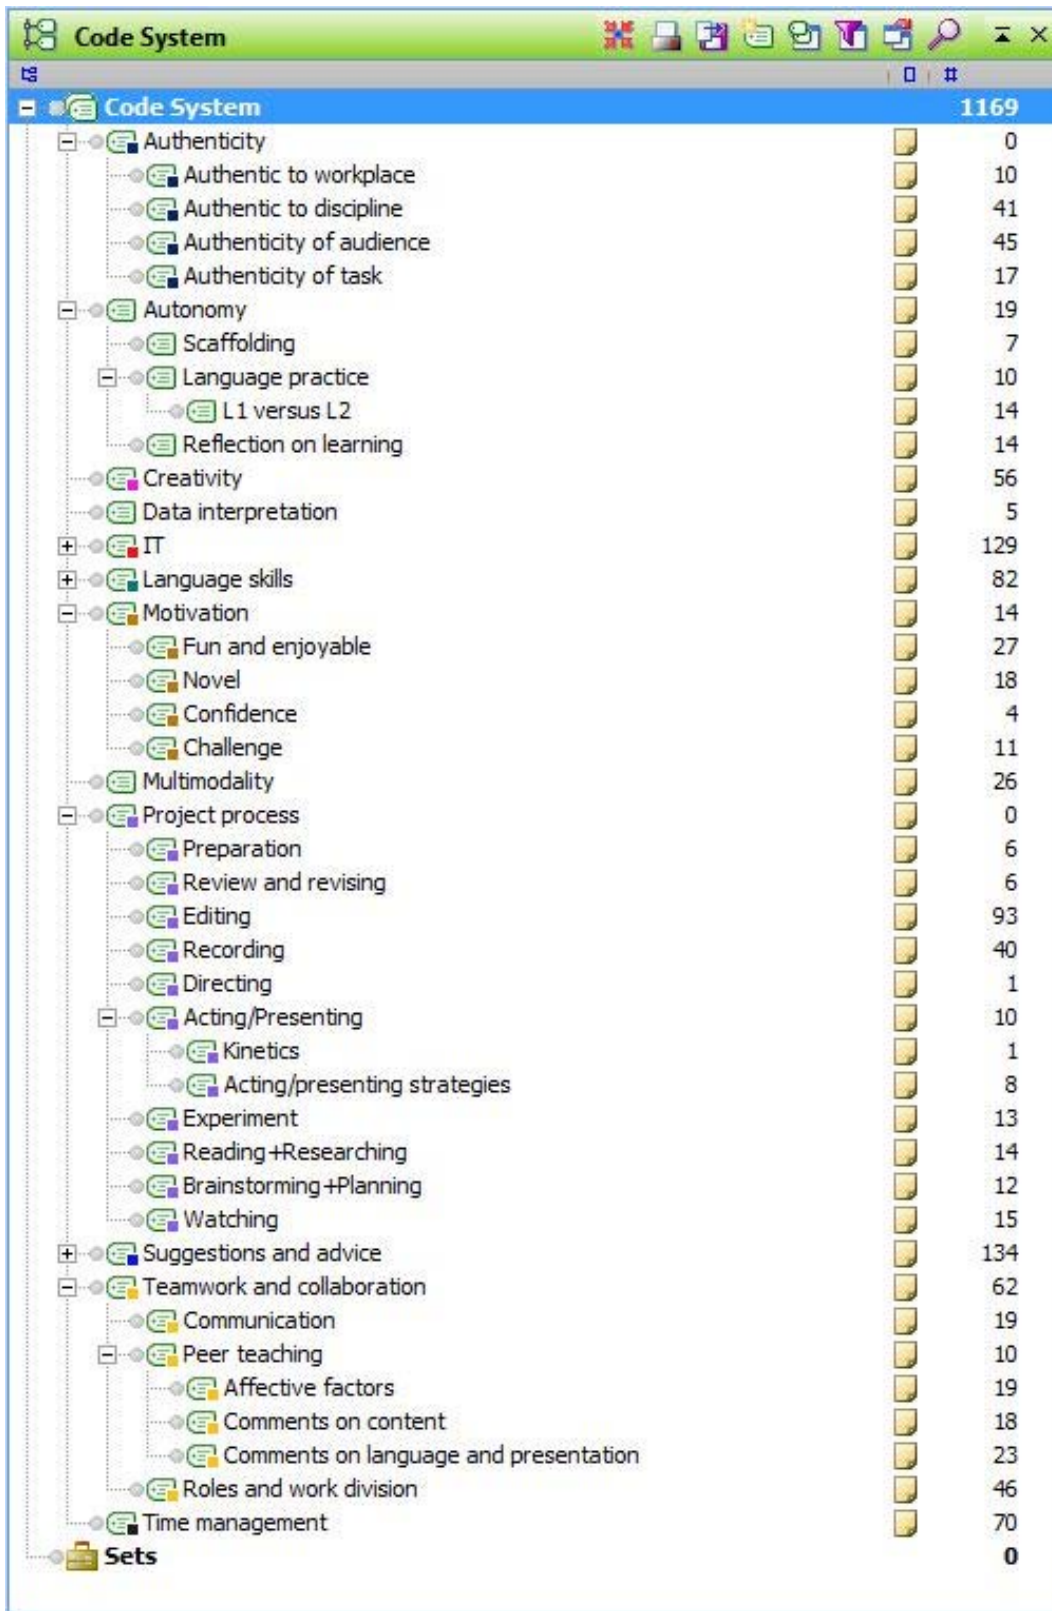 Code System
#
Code System 1169
Authenticity 0
Authentic to workplace 10
Authentic to discipline 41
Authenticity of audience 45
Authenticity of task 17
Autonomy 19
Scaffolding 7
Language practice 10
L1 versus L2 14
Reflection on learning 14
Creativity 56
Data interpretation 5
IT 129
Language skills 82
Motivation 14
Fun and enjoyable 27
Novel 18
Confidence 4
Challenge 11
Multimodality 26
Project process 0
Preparation 6
Review and revising 6
Editing 93
Recording 40
Directing 1
Acting/Presenting 10
Kinetics 1
Acting/presenting strategies 8
Experiment 13
Reading+Researching 14
Brainstorming+Planning 12
Watching 15
Suggestions and advice 134
Teamwork and collaboration 62
Communication 19
Peer teaching 10
Affective factors 19
Comments on content 18
Comments on language and presentation 23
Roles and work division 46
Time management 70
Sets 0